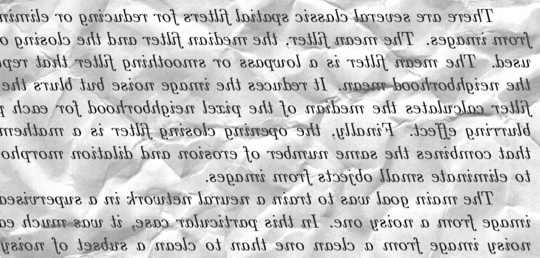 There are several classic spatial filters for reducing or elimin
from images. The mean filter, the median filter and the closing o
used. The mean filter is a lowpass or smoothing filter that rep
the neighborhood mean. It reduces the image noise but blurs the
filter calculates the median of the pixel neighborhood for each p
blurring effect. Finally, the opening closing filter is a mathem
that combines the same number of erosion and dilation morpho
to eliminate small objects from images.
The main goal was to train a neural network in a supervise
image from a noisy one. In this particular case, it was much ea
noisy image from a clean one than to clean a subset of noisy